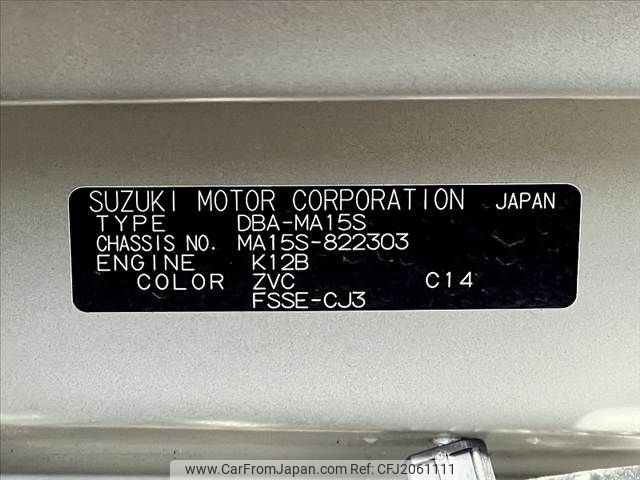 SUZUKI MOTOR CORPORATION JAPAN
TYPE DBA-MA15S
CHASSIS NO. MA15S-822303
ENGINE K12B
COLOR ZVC C14
FSSE-CJ3
www.CarFromJapan.com Ref:CFJ2061111